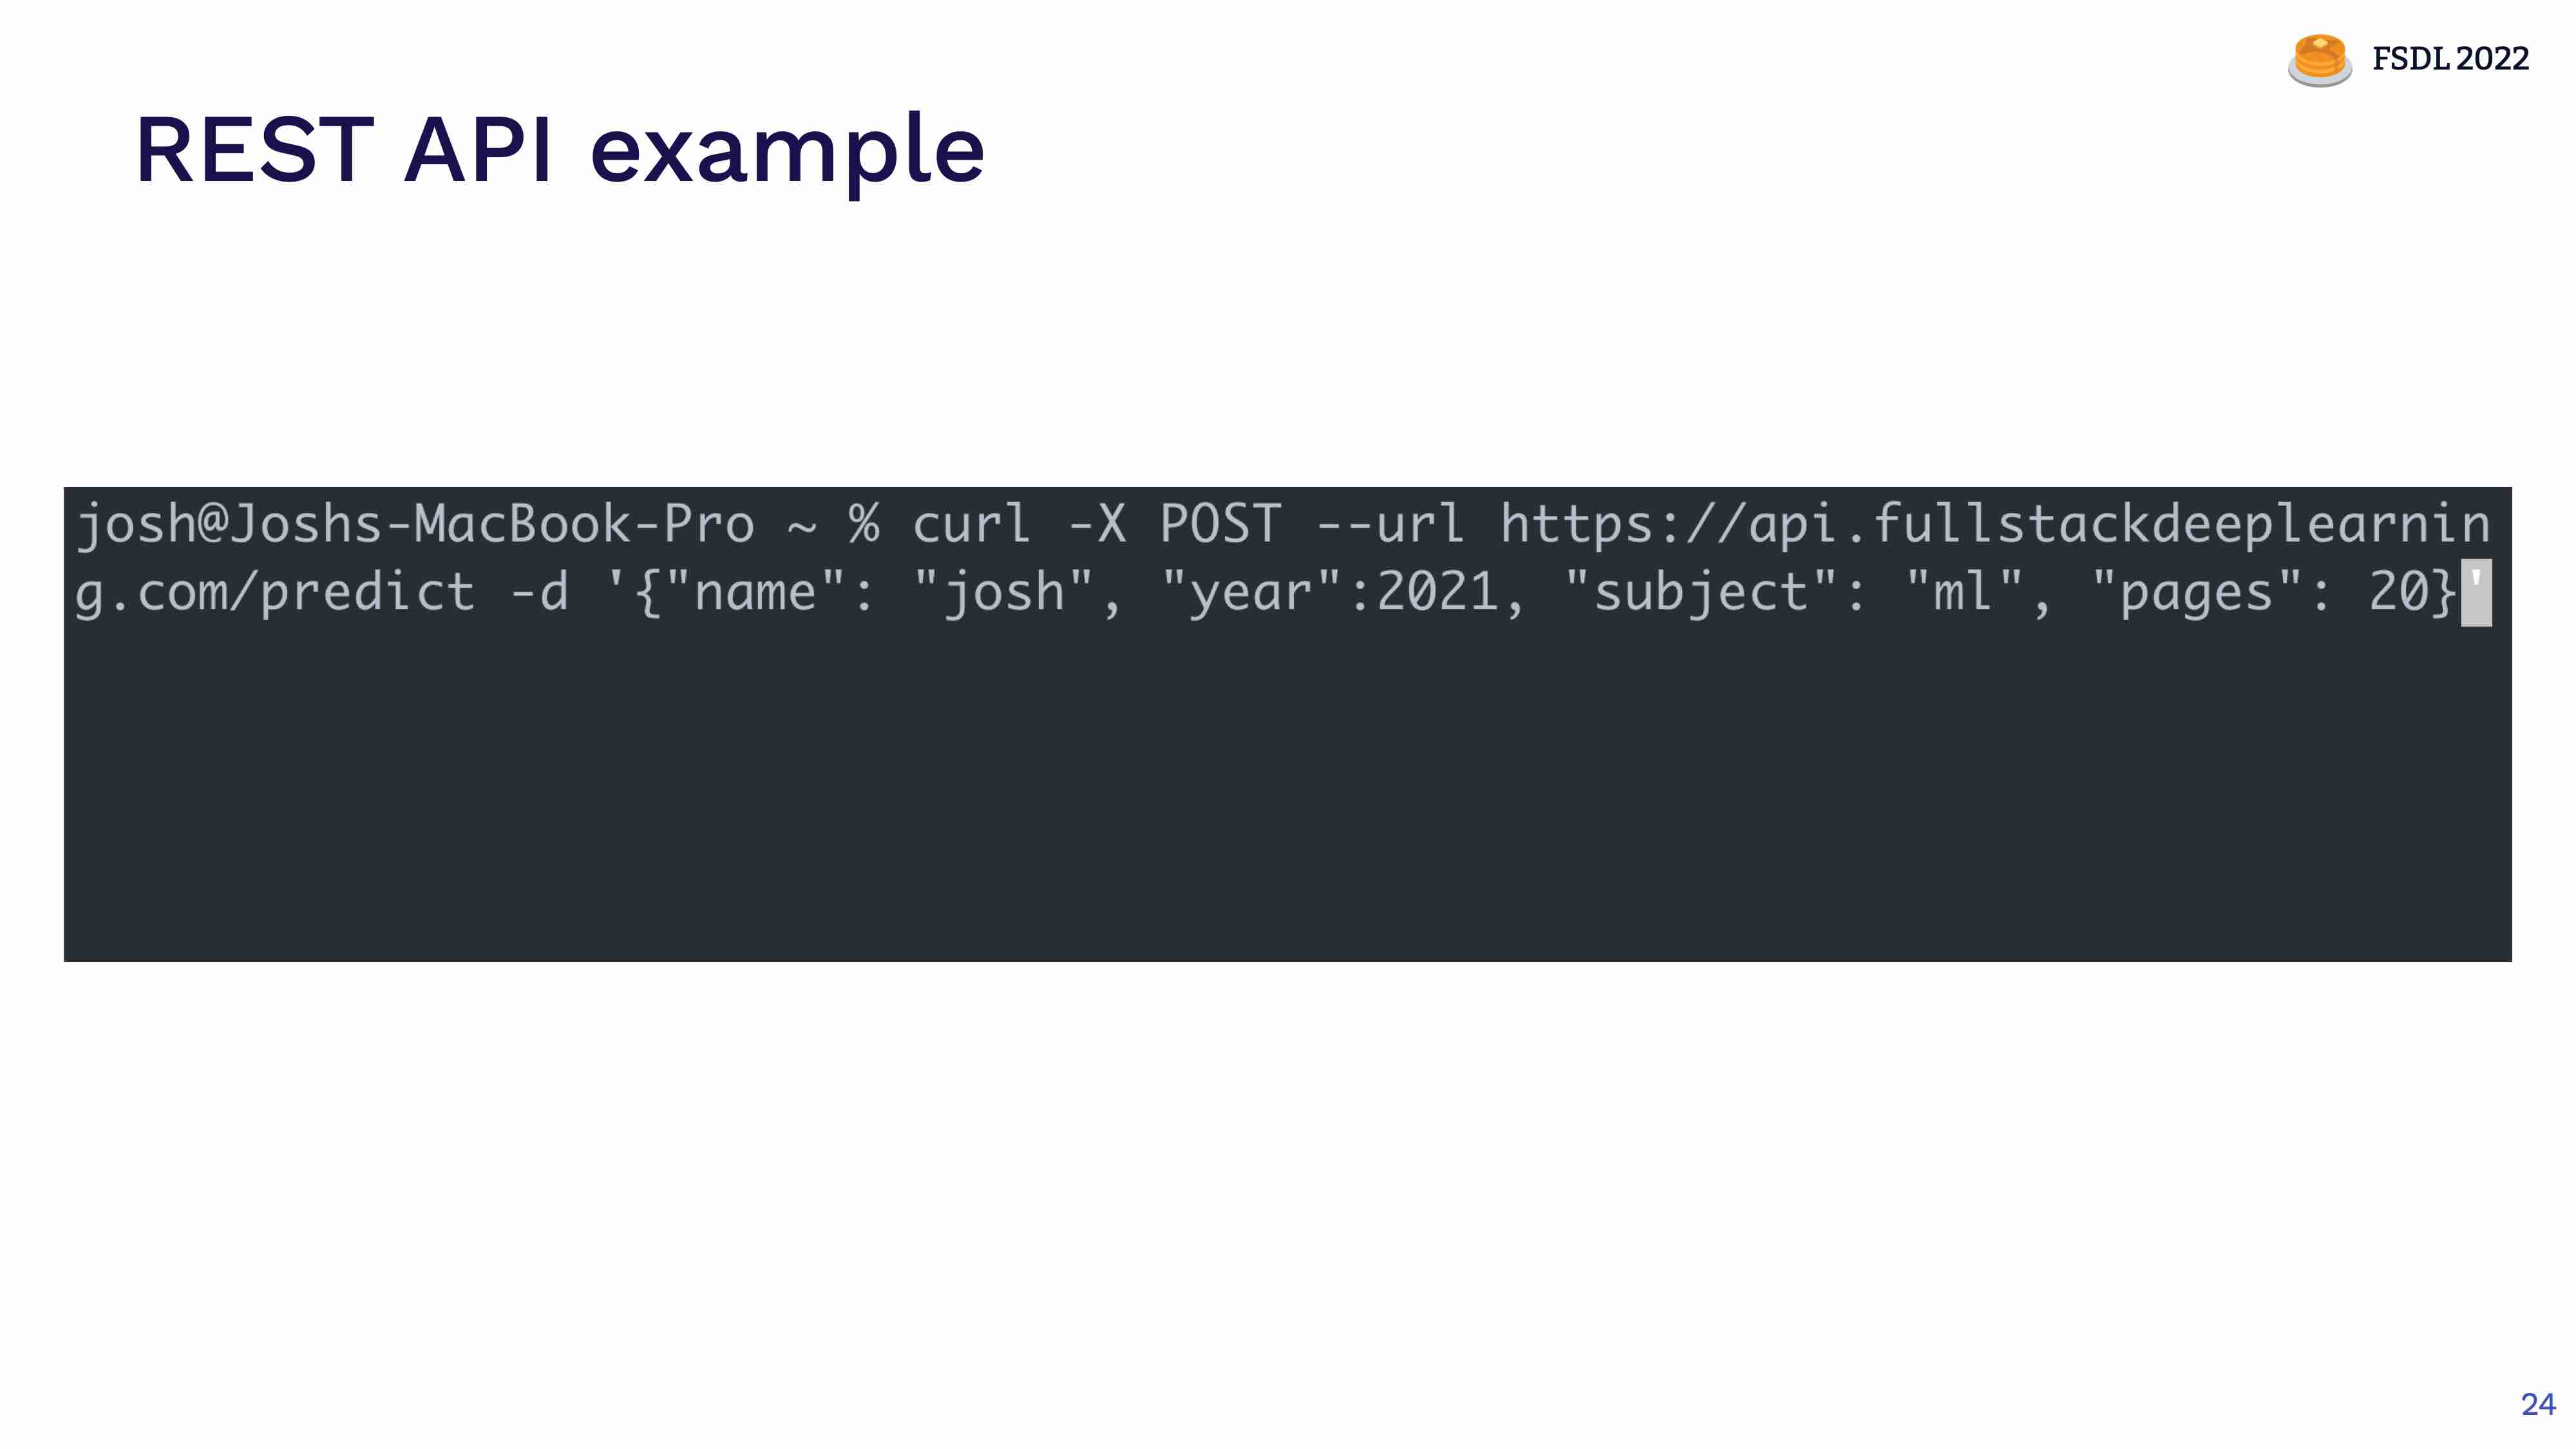 FSDL 2022
REST API example
josh@Joshs-MacBook-Pro ~ % curl -X POST --url https://api.fullstackdeeplearnin
g.com/predict -d '{"name": "josh", "year":2021, "subject": "ml", "pages": 20}'
24